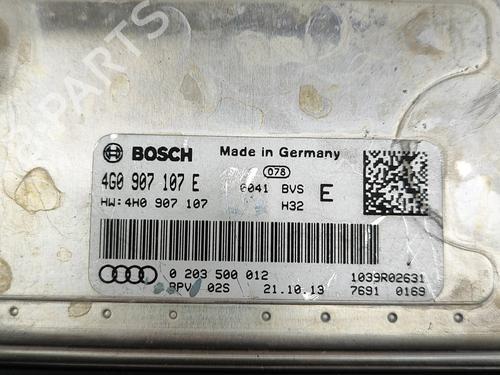 BOSCH Made in Germany
078
4G0 907 107 E 0041 BVS E
HW:4H0 907 107 H32
0 203 500 012 1039R02631
02S 21.10.13 7691 0169